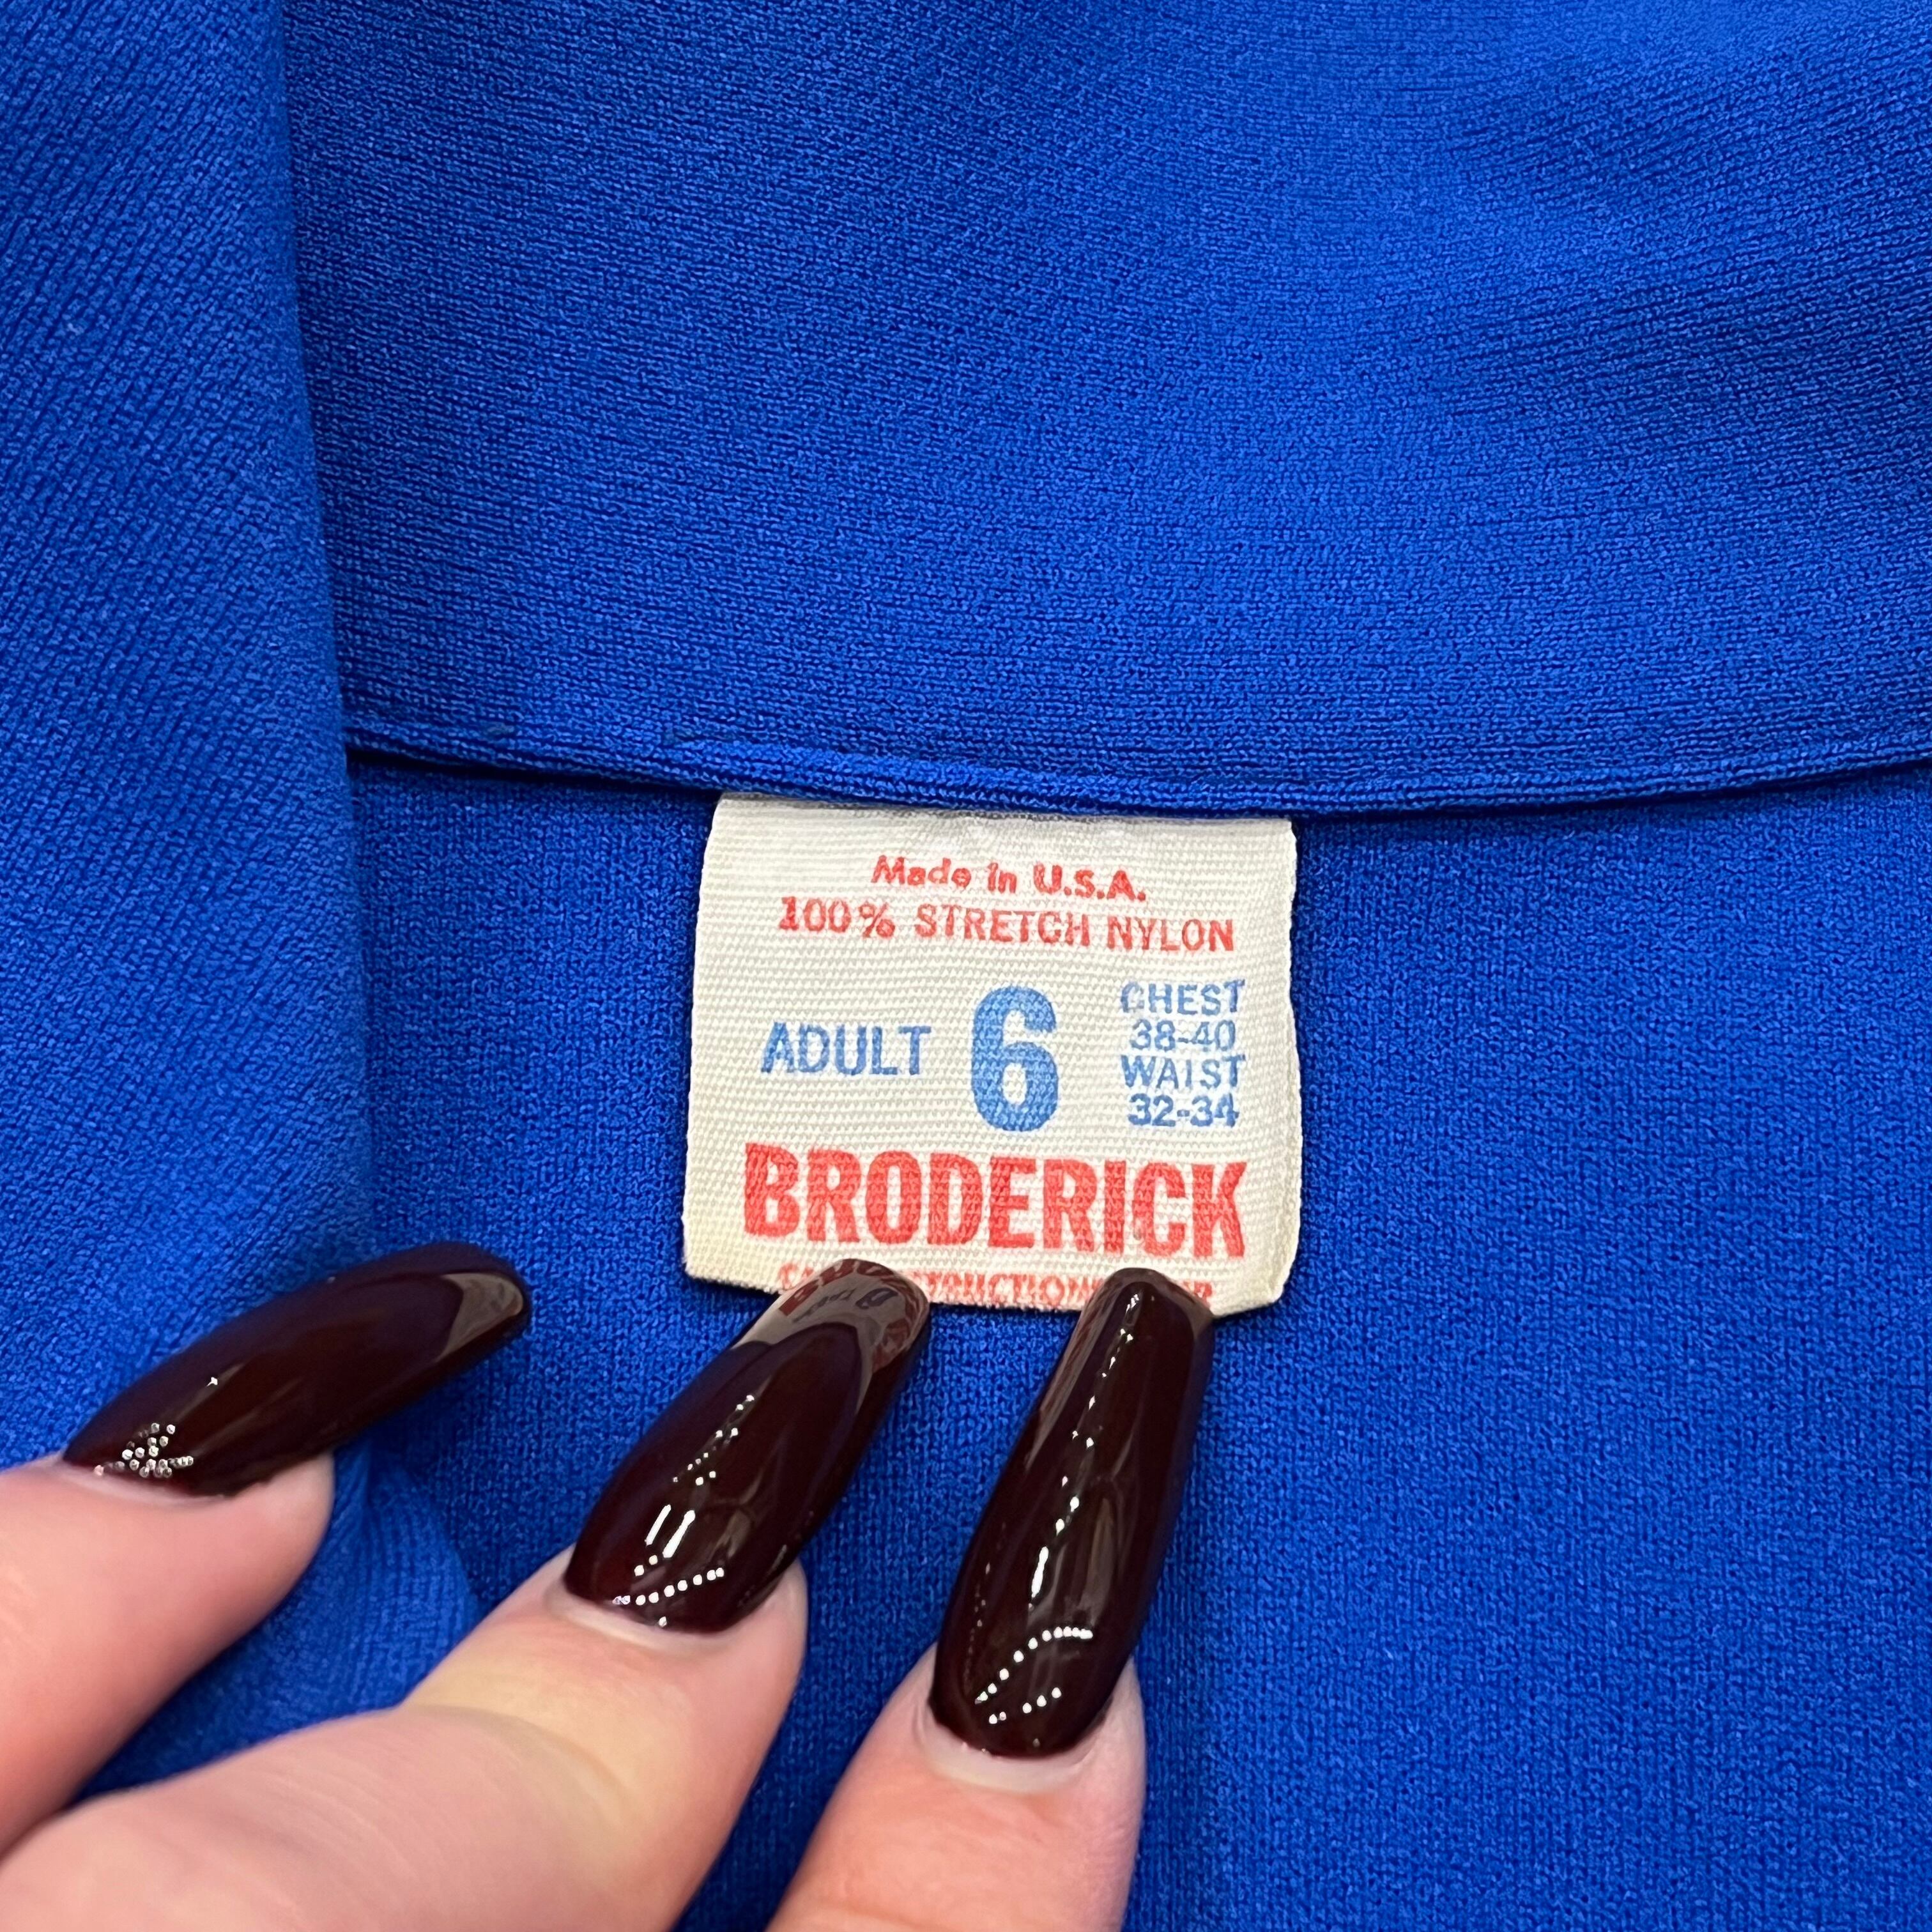 Made in U.S.A.
100% STRETCH NYLON
ADULT 6 CHEST
38-40
WAIST
32-34
BRODERICK